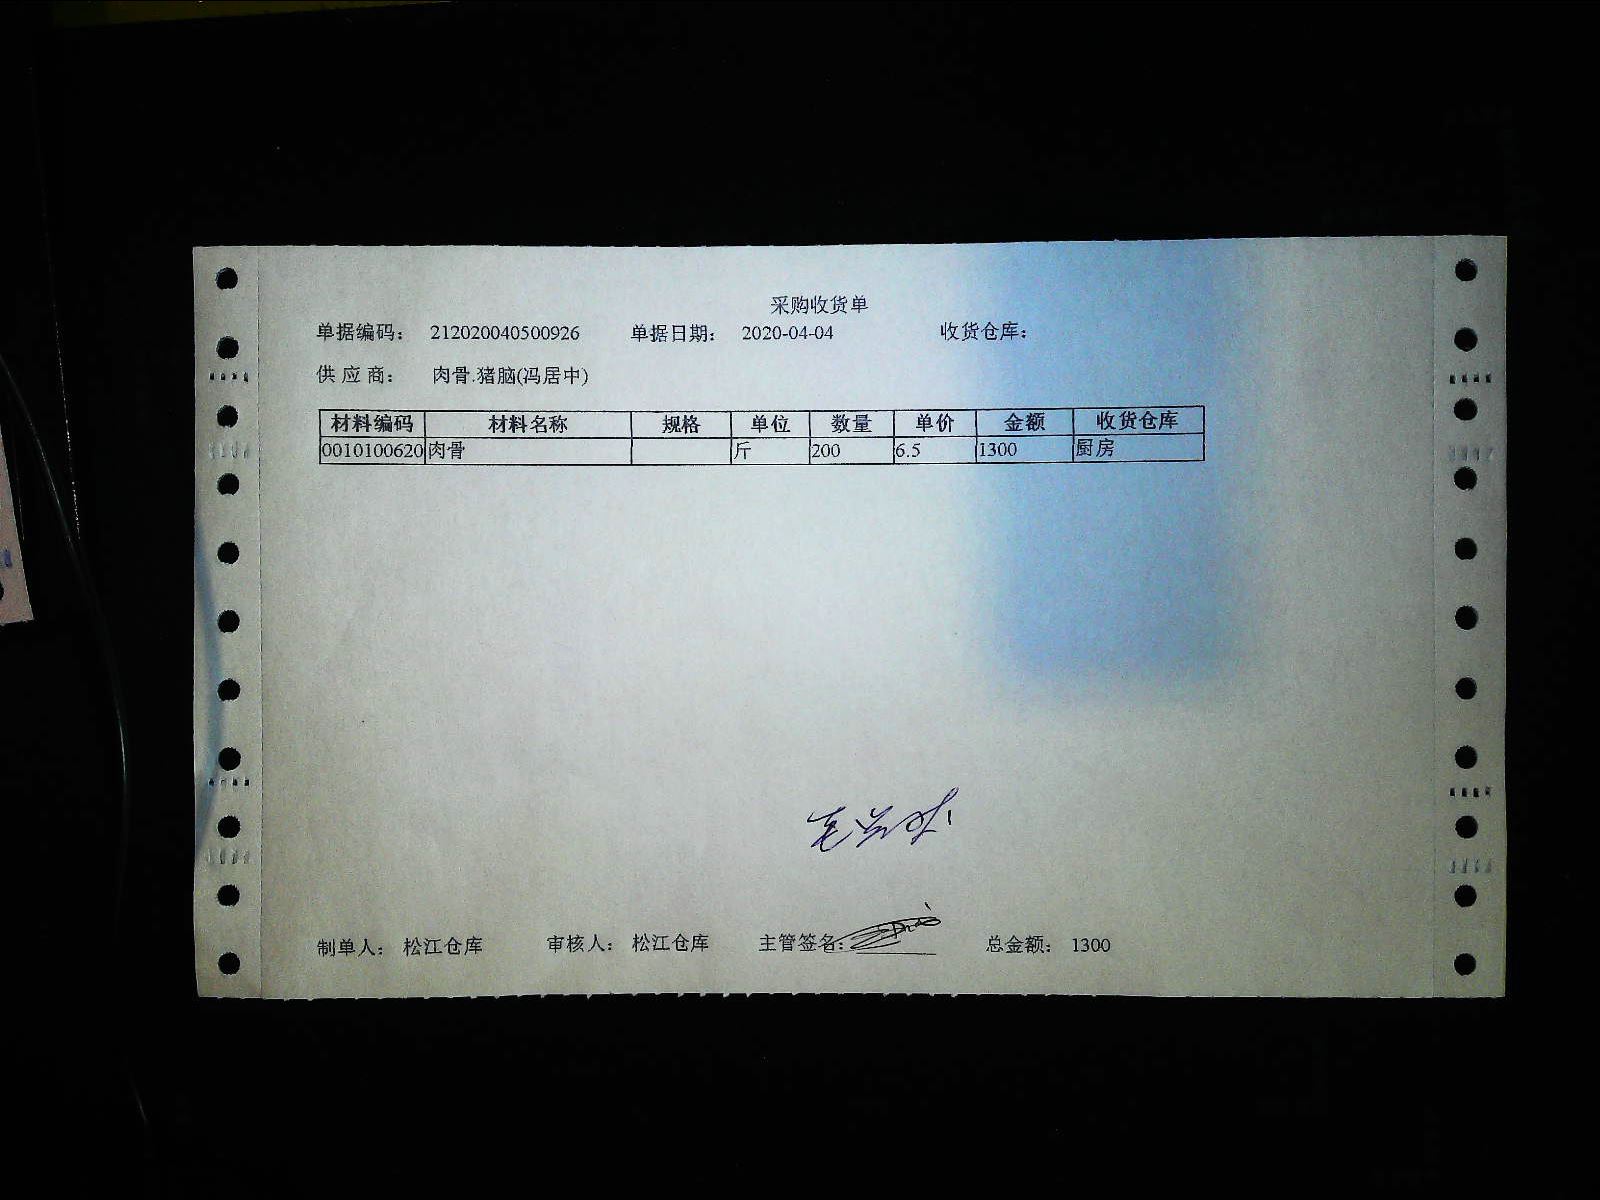 采购收货单
单据编码： 212020040500926 单据日期： 2020-04-04 收货仓库：
供 应 商： 肉骨.猪脑(冯居中)
材料编码 材料名称 规格 单位 数量 单价 金额 收货仓库
0010100620 肉骨 斤 200 6.5 1300 厨房
制单人： 松江仓库 审核人： 松江仓库 主管签名： 总金额： 1300